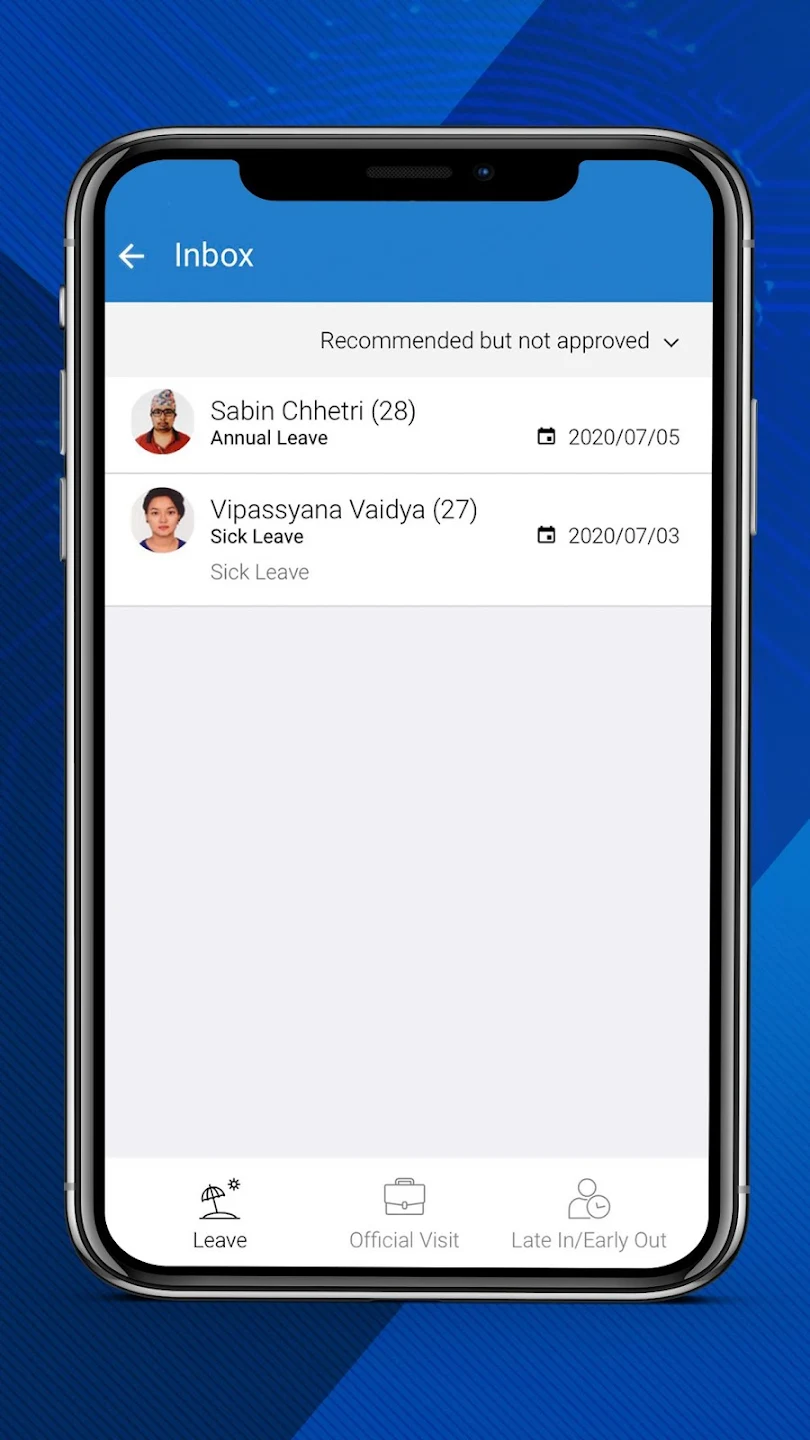 Inbox
Recommended but not approved
Sabin Chhetri (28)
Annual Leave
2020/07/05
Vipassyana Vaidya (27)
Sick Leave
2020/07/03
Sick Leave
Leave
Official Visit
Late In/Early Out